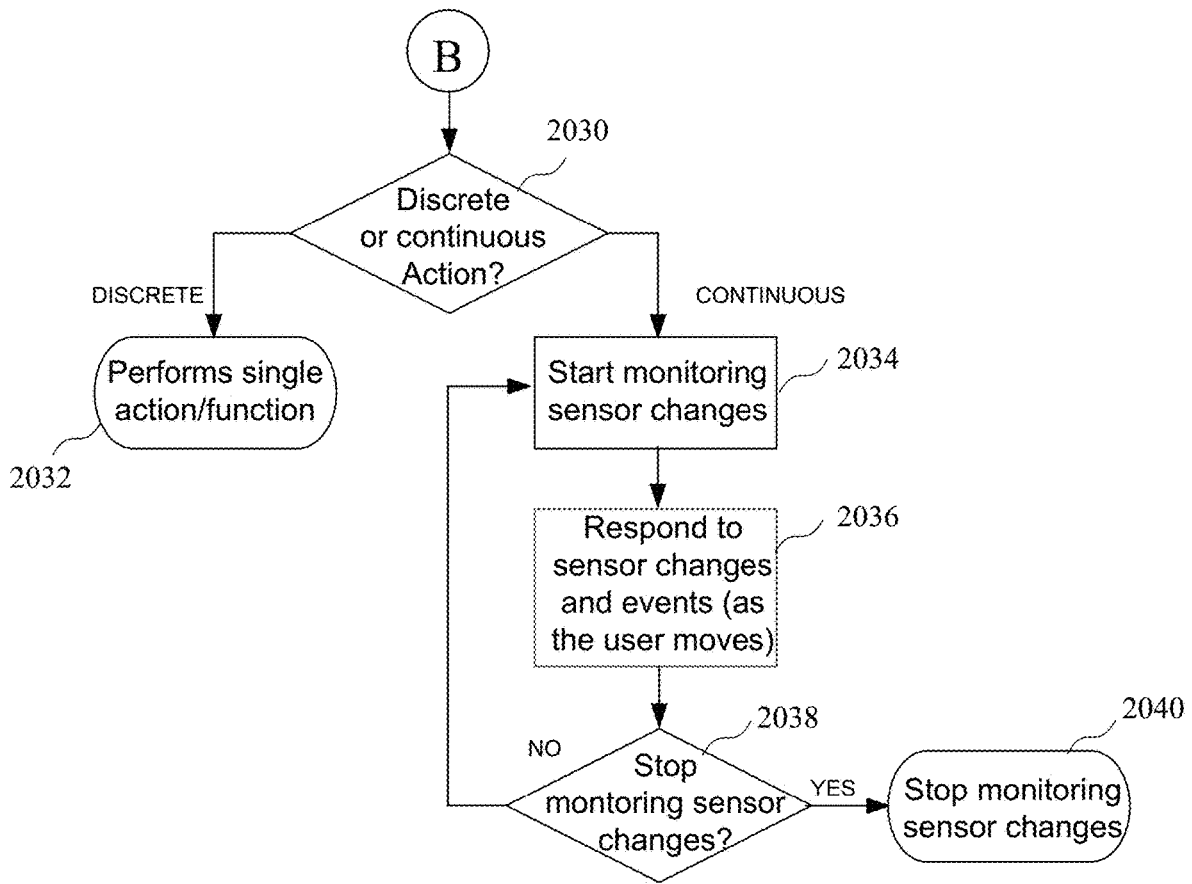 B
2030
Discrete
or continuous
Action?
DISCRETE
CONTINUOUS
Performs single
action/function
2032
Start monitoring
sensor changes
2034
Respond to
sensor changes
and events (as
the user moves)
2036
2038
NO
Stop
montoring sensor
changes?
YES
2040
Stop monitoring
sensor changes